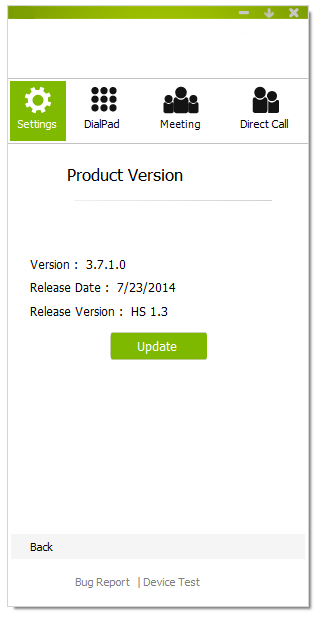 Settings DialPad Meeting Direct Call
Product Version
Version : 3.7.1.0
Release Date : 7/23/2014
Release Version : HS 1.3
Update
Back
Bug Report | Device Test